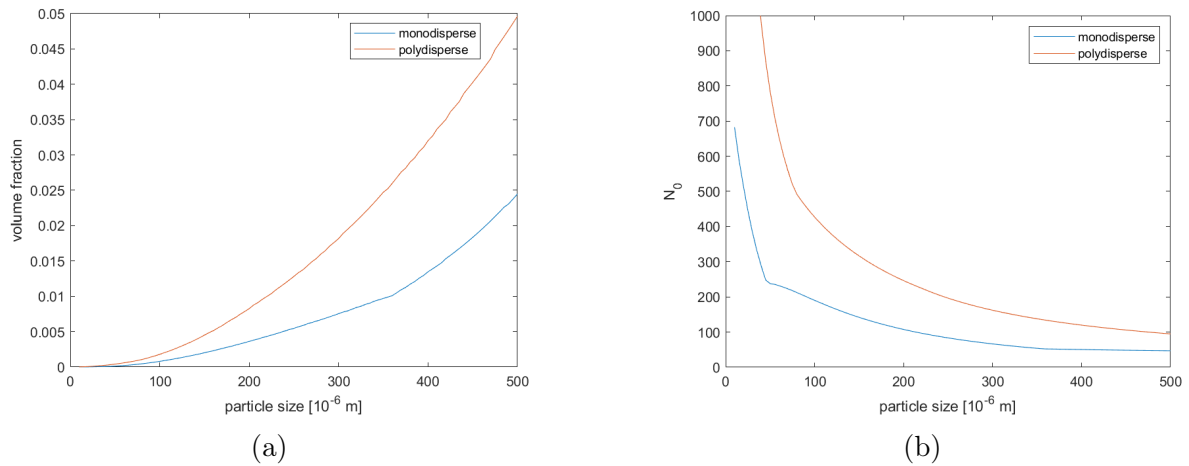 volume fraction
0.05
0.045
0.04
0.035
0.03
0.025
0.02
0.015
0.01
0.005
0
0 100 200 300 400 500
particle size [10⁻⁶ m]
monodisperse
polydisperse
(a)
N₀
1000
900
800
700
600
500
400
300
200
100
0
0 100 200 300 400 500
particle size [10⁻⁶ m]
monodisperse
polydisperse
(b)